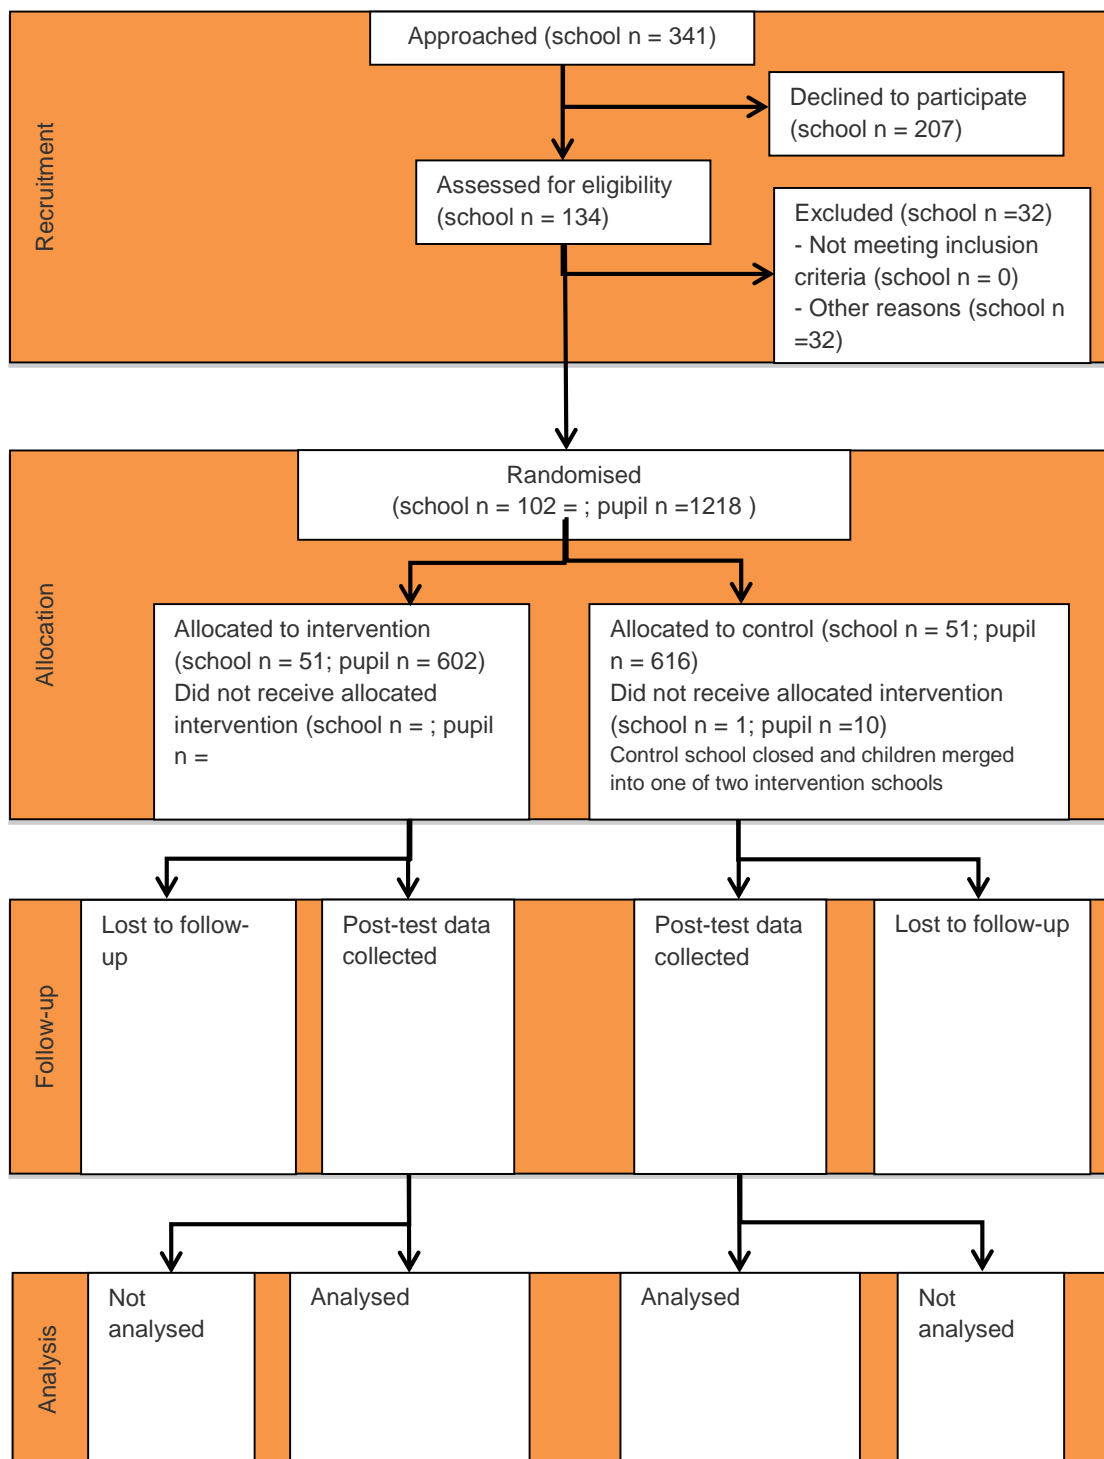 Approached (school n = 341)
Declined to participate
(school n = 207)
Assessed for eligibility
(school n = 134)
Excluded (school n =32)
- Not meeting inclusion
criteria (school n = 0)
- Other reasons (school n
=32)
Recruitment
Randomised
(school n = 102 = ; pupil n =1218 )
Allocation
Allocated to intervention
(school n = 51; pupil n = 602)
Did not receive allocated
intervention (school n = ; pupil
n =
Allocated to control (school n = 51; pupil
n = 616)
Did not receive allocated intervention
(school n = 1; pupil n =10)
Control school closed and children merged
into one of two intervention schools
Follow-up
Lost to follow-
up
Post-test data
collected
Post-test data
collected
Lost to follow-up
Analysis
Not
analysed
Analysed
Analysed
Not
analysed